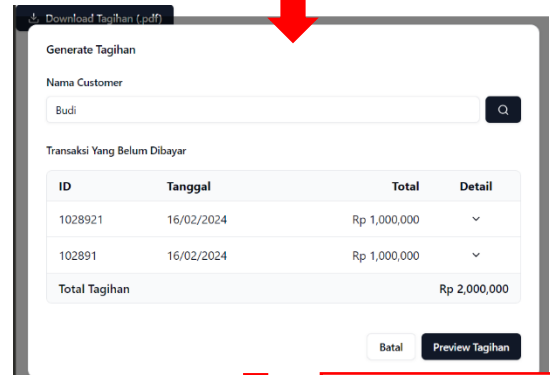 Download Tagihan (.pdf)
Generate Tagihan
Nama Customer
Budi
Transaksi Yang Belum Dibayar
ID Tanggal Total Detail
1028921 16/02/2024 Rp 1,000,000
102891 16/02/2024 Rp 1,000,000
Total Tagihan Rp 2,000,000
Batal Preview Tagihan